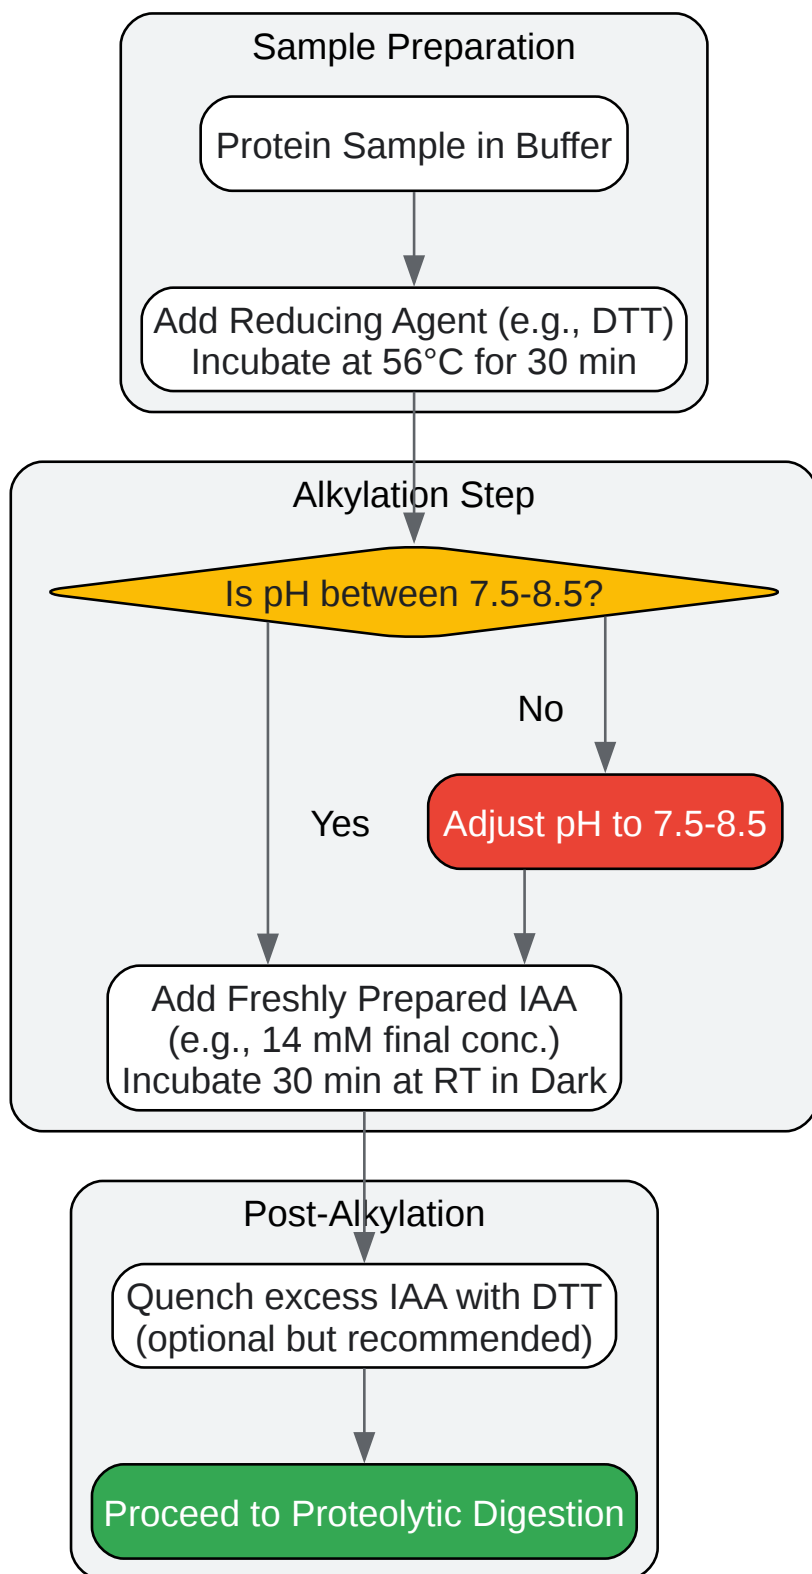 Sample Preparation
Protein Sample in Buffer
Add Reducing Agent (e.g., DTT)
Incubate at 56°C for 30 min
Alkylation Step
Is pH between 7.5-8.5?
No
Yes
Adjust pH to 7.5-8.5
Add Freshly Prepared IAA
(e.g., 14 mM final conc.)
Incubate 30 min at RT in Dark
Post-Alkylation
Quench excess IAA with DTT
(optional but recommended)
Proceed to Proteolytic Digestion